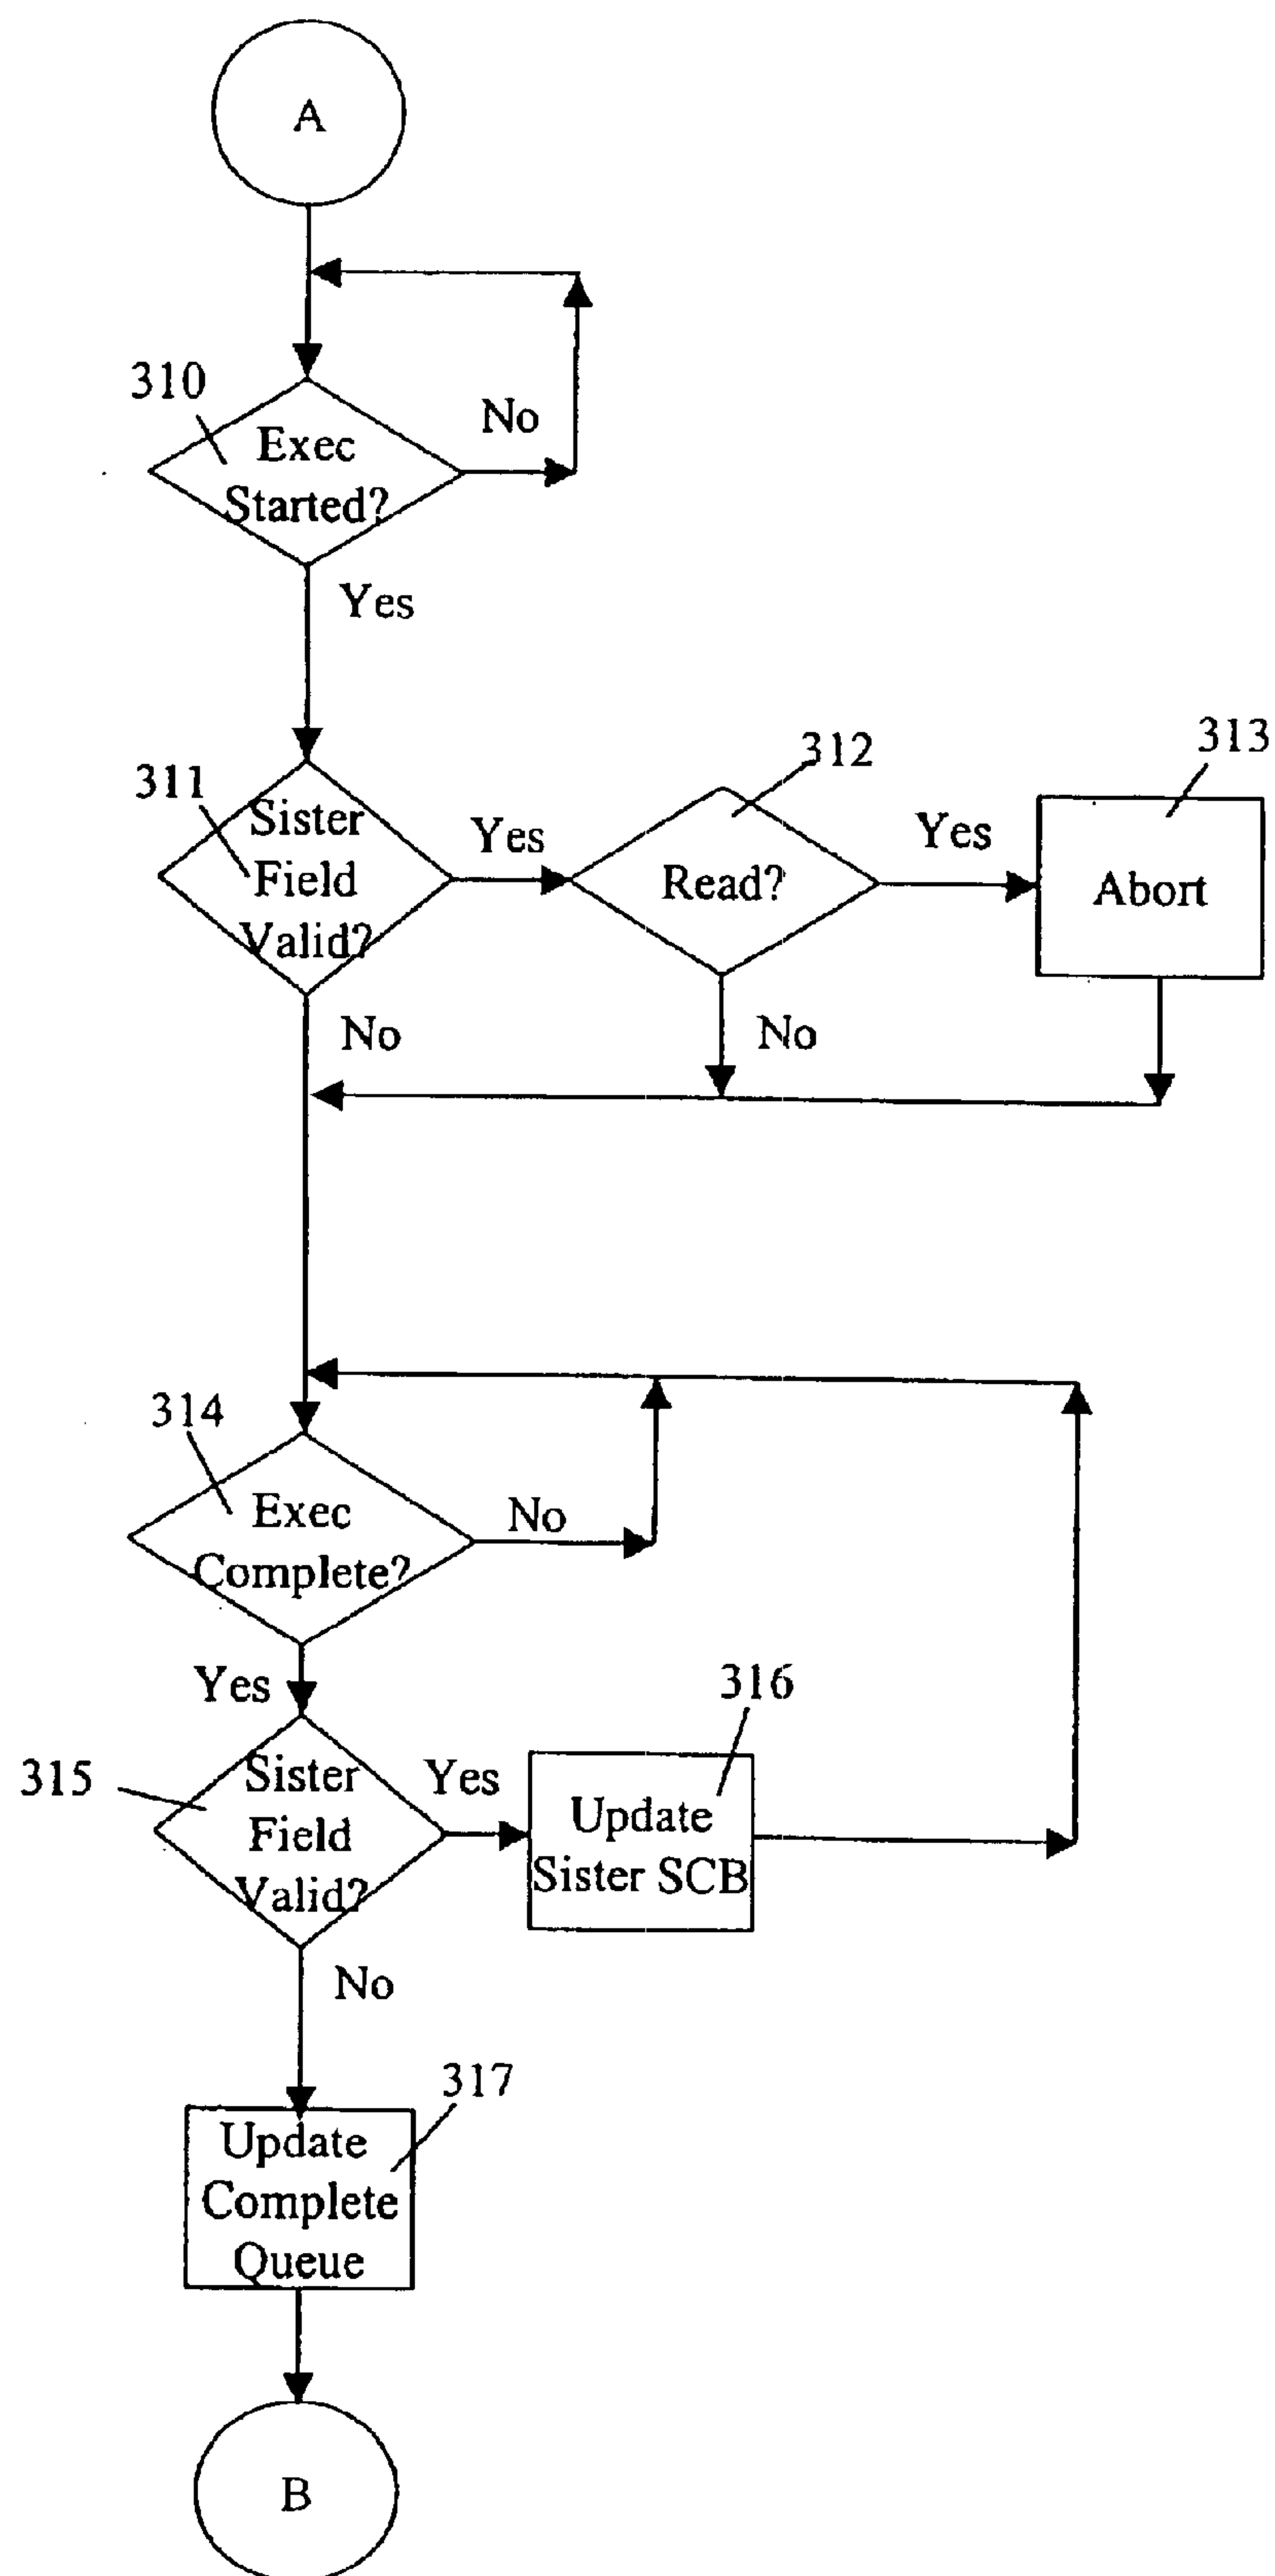 A
310
No
Exec
Started?
Yes
311
Sister
Field
Valid?
Yes
312
Read?
Yes
313
Abort
No
No
314
Exec
Complete?
No
Yes
315
Sister
Field
Valid?
Yes
316
Update
Sister SCB
No
317
Update
Complete
Queue
B